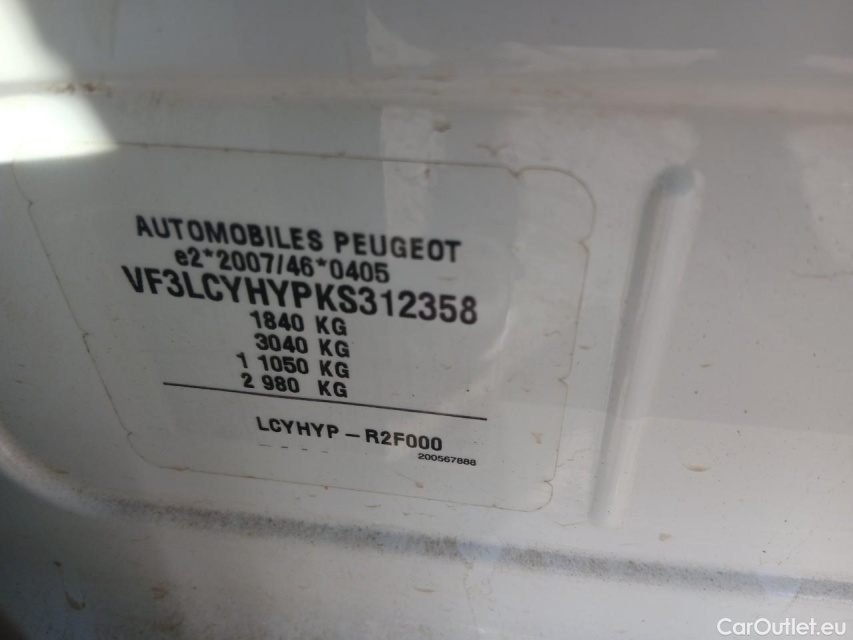 AUTOMOBILES PEUGEOT
e2*2007/46*0405
VF3LCYHYPKS312358
1840 KG
3040 KG
1 1050 KG
2 980 KG
LCYHYP - R2F000
200567888
CarOutlet.eu